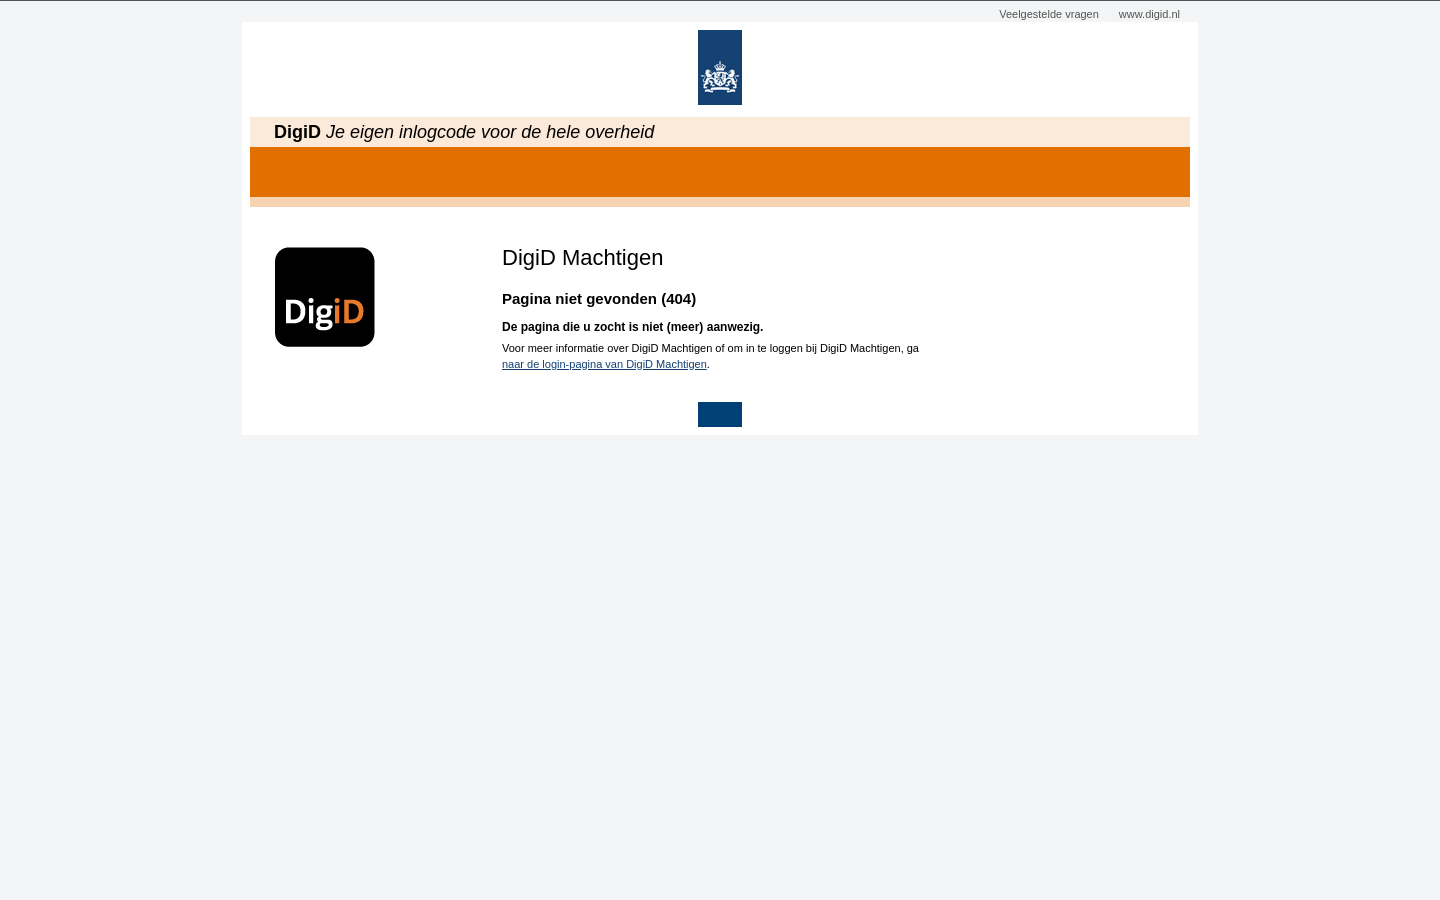 Veelgestelde vragen www.digid.nl
DigiD Je eigen inlogcode voor de hele overheid
DigiD
DigiD Machtigen
Pagina niet gevonden (404)
De pagina die u zocht is niet (meer) aanwezig.
Voor meer informatie over DigiD Machtigen of om in te loggen bij DigiD Machtigen, ga
naar de login-pagina van DigiD Machtigen.